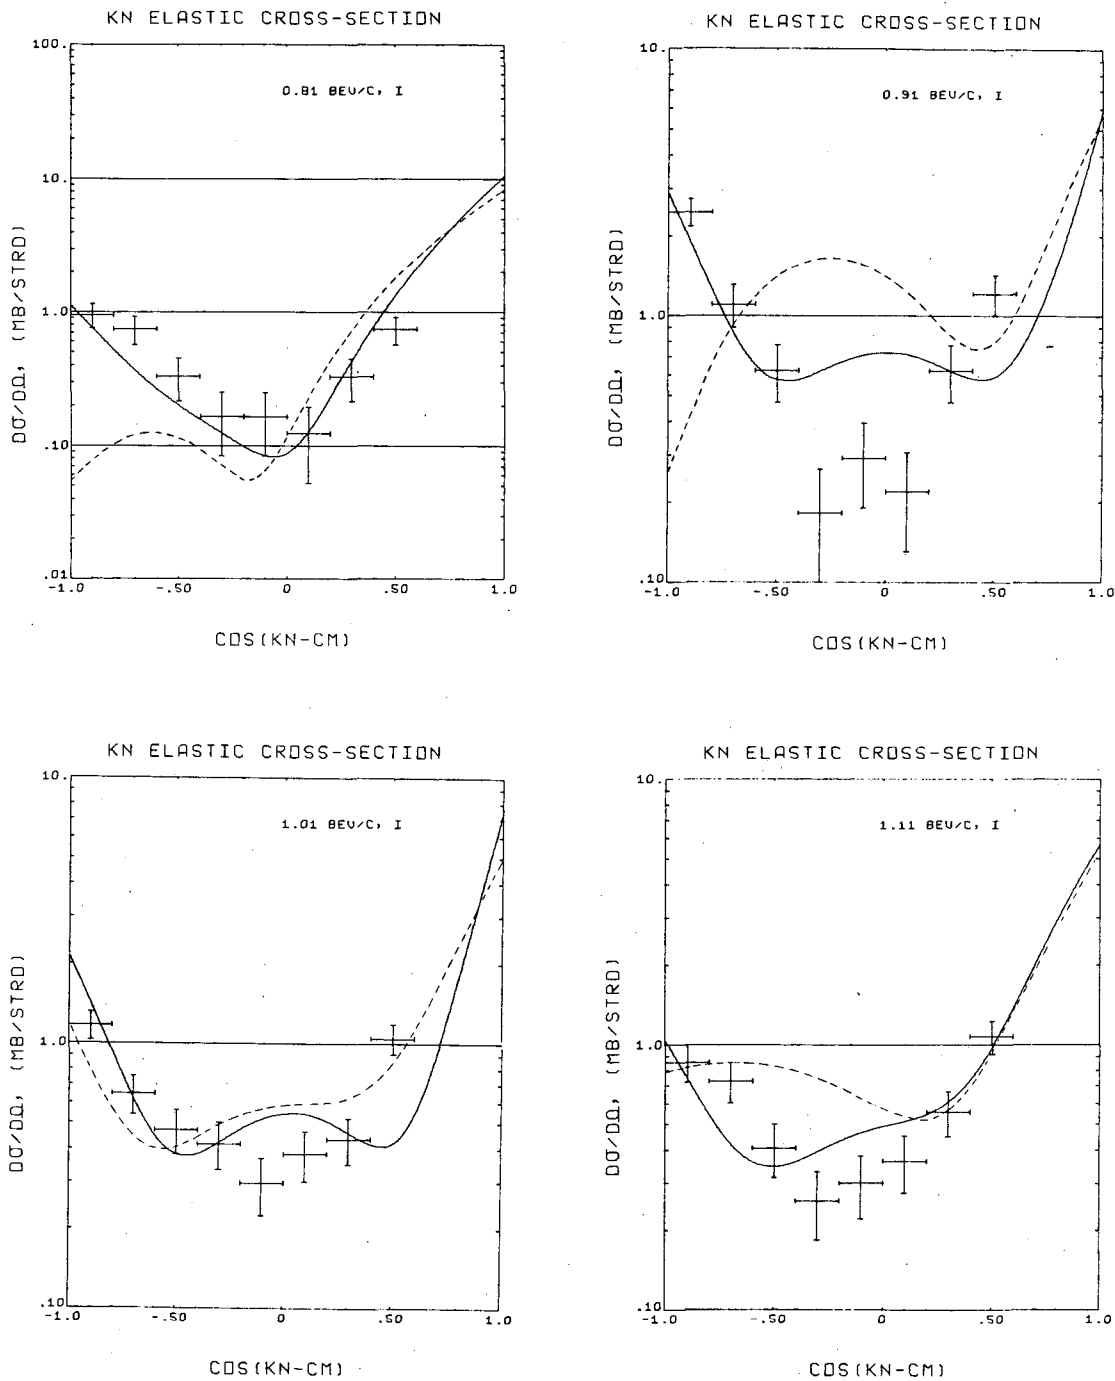 KN ELASTIC CROSS-SECTION
100.
0.81 BEV/C, I
10.
1.0
.10
.01
-1.0 -.50 0 .50 1.0
DO/DΩ, (MB/STRD)
COS(KN-CM)
KN ELASTIC CROSS-SECTION
10.
0.91 BEV/C, I
1.0
.10
-1.0 -.50 0 .50 1.0
DO/DΩ, (MB/STRD)
COS(KN-CM)
KN ELASTIC CROSS-SECTION
10.
1.01 BEV/C, I
1.0
.10
-1.0 -.50 0 .50 1.0
DO/DΩ, (MB/STRD)
COS(KN-CM)
KN ELASTIC CROSS-SECTION
10.
1.11 BEV/C, I
1.0
.10
-1.0 -.50 0 .50 1.0
DO/DΩ, (MB/STRD)
COS(KN-CM)